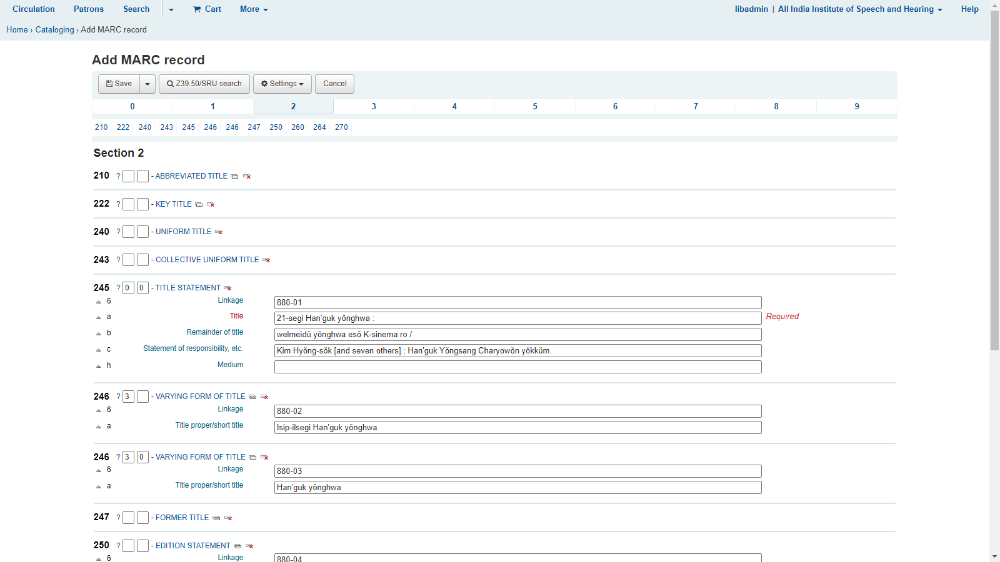 Circulation Patrons Search Cart More libadmin | All India Institute of Speech and Hearing Help
Home › Cataloging › Add MARC record
Add MARC record
Save Z39.50/SRU search Settings Cancel
0 1 2 3 4 5 6 7 8 9
210 222 240 243 245 246 246 247 250 260 264 270
Section 2
210 ? - ABBREVIATED TITLE
222 ? - KEY TITLE
240 ? - UNIFORM TITLE
243 ? - COLLECTIVE UNIFORM TITLE
245 ? 0 0 - TITLE STATEMENT
6 Linkage 880-01
a Title 21-segi Han'guk yŏnghwa : Required
b Remainder of title welmeidŭ yŏnghwa esŏ K-sinema ro /
c Statement of responsibility, etc. Kim Hyŏng-sŏk [and seven others] ; Han'guk Yŏngsang Charyowŏn yŏkkŭm.
h Medium
246 ? 3 - VARYING FORM OF TITLE
6 Linkage 880-02
a Title proper/short title Isip-ilsegi Han'guk yŏnghwa
246 ? 3 0 - VARYING FORM OF TITLE
6 Linkage 880-03
a Title proper/short title Han'guk yŏnghwa
247 ? - FORMER TITLE
250 ? - EDITION STATEMENT
6 Linkage 880-04